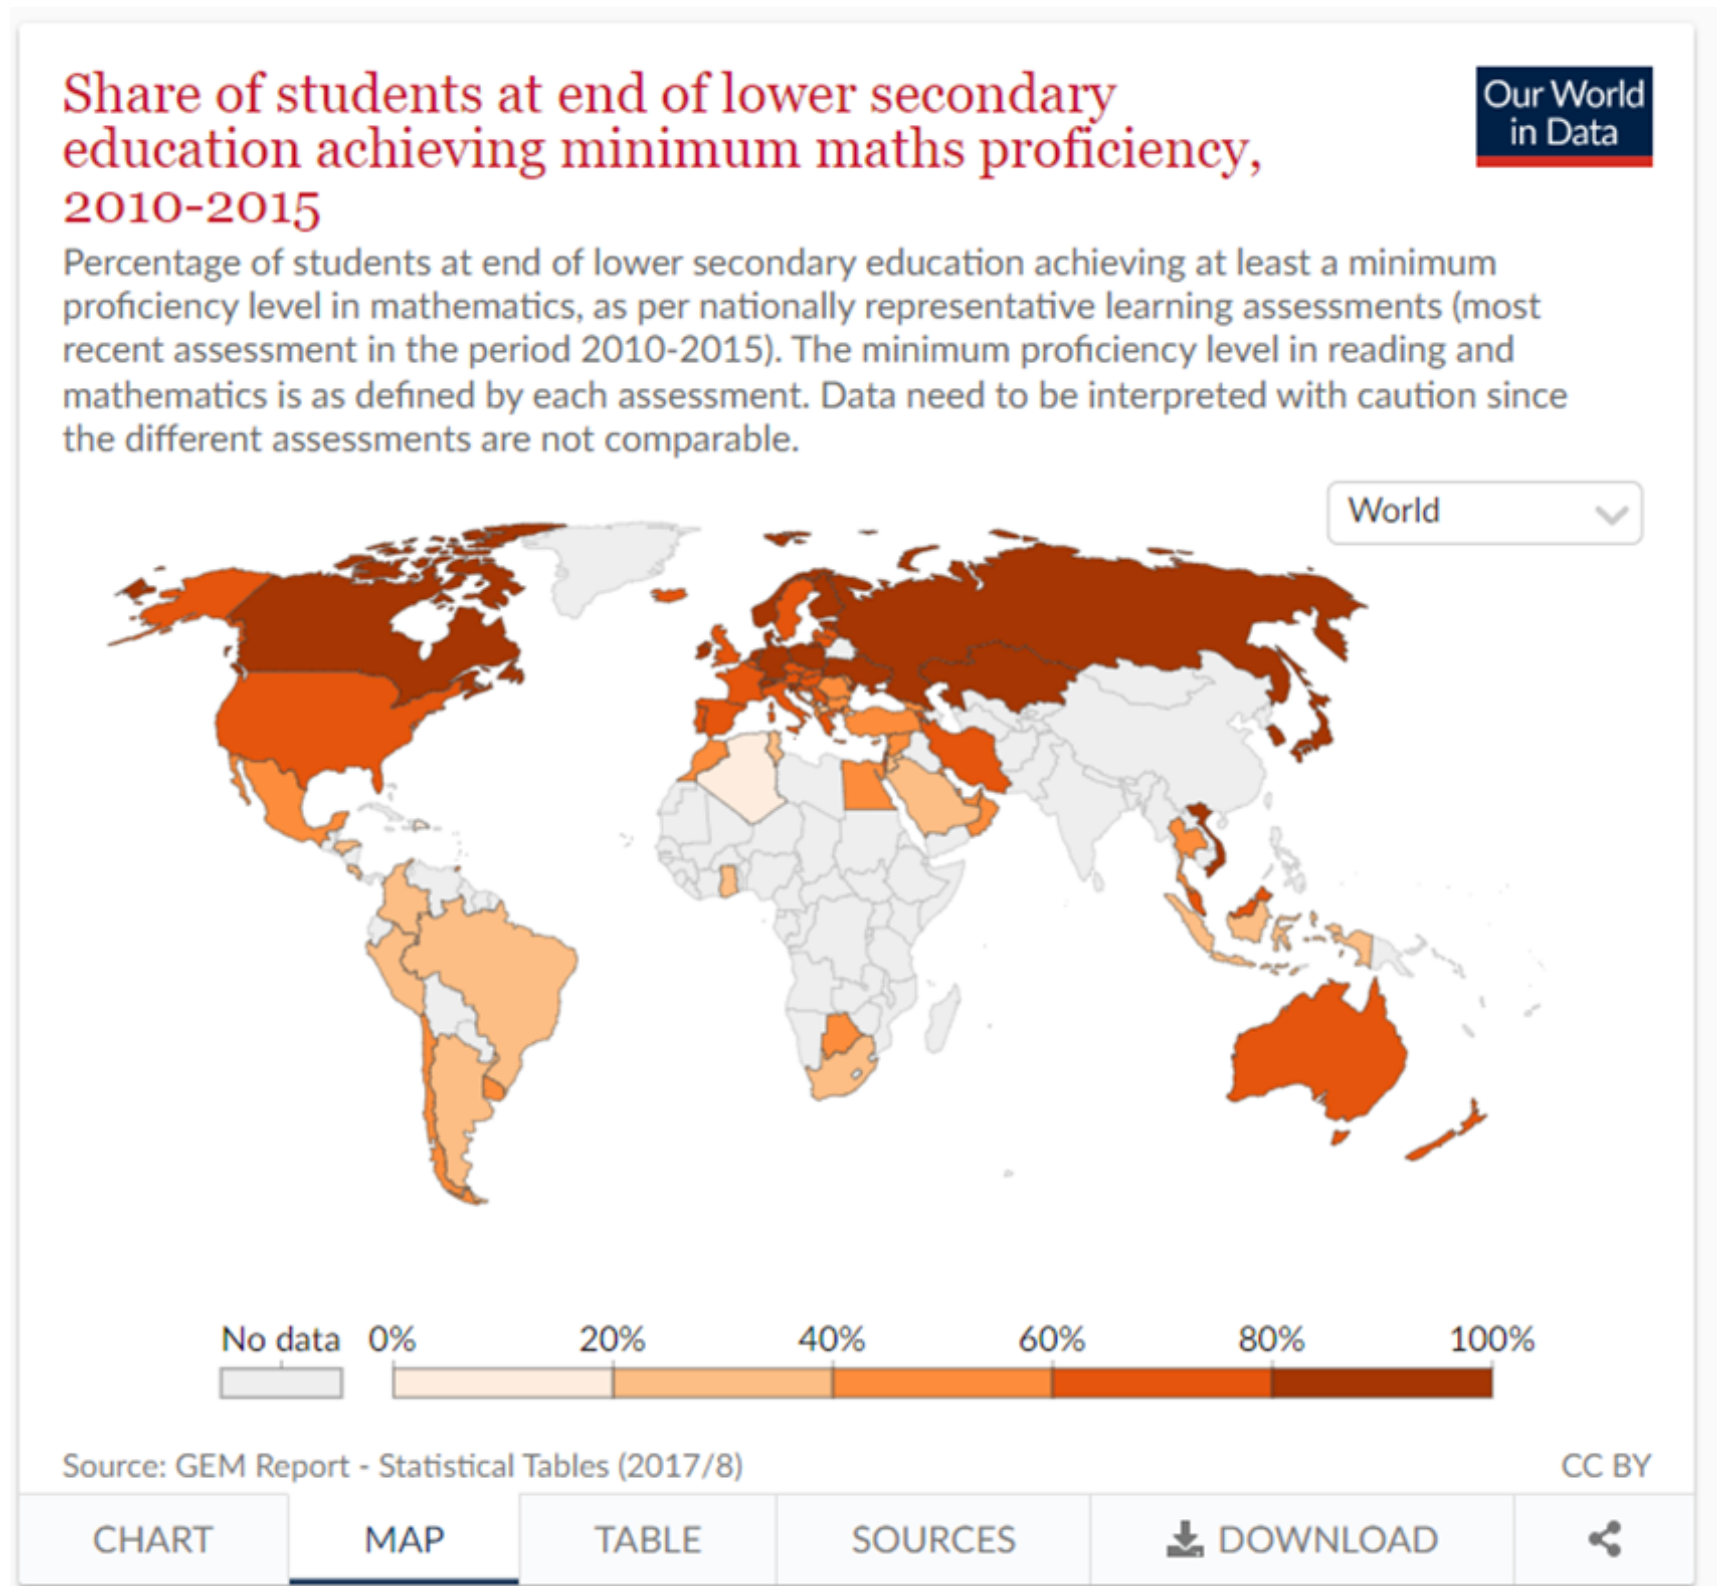 Share of students at end of lower secondary
education achieving minimum maths proficiency,
2010-2015
Our World
in Data
Percentage of students at end of lower secondary education achieving at least a minimum
proficiency level in mathematics, as per nationally representative learning assessments (most
recent assessment in the period 2010-2015). The minimum proficiency level in reading and
mathematics is as defined by each assessment. Data need to be interpreted with caution since
the different assessments are not comparable.
World
No data 0% 20% 40% 60% 80% 100%
Source: GEM Report - Statistical Tables (2017/8) CC BY
CHART MAP TABLE SOURCES DOWNLOAD